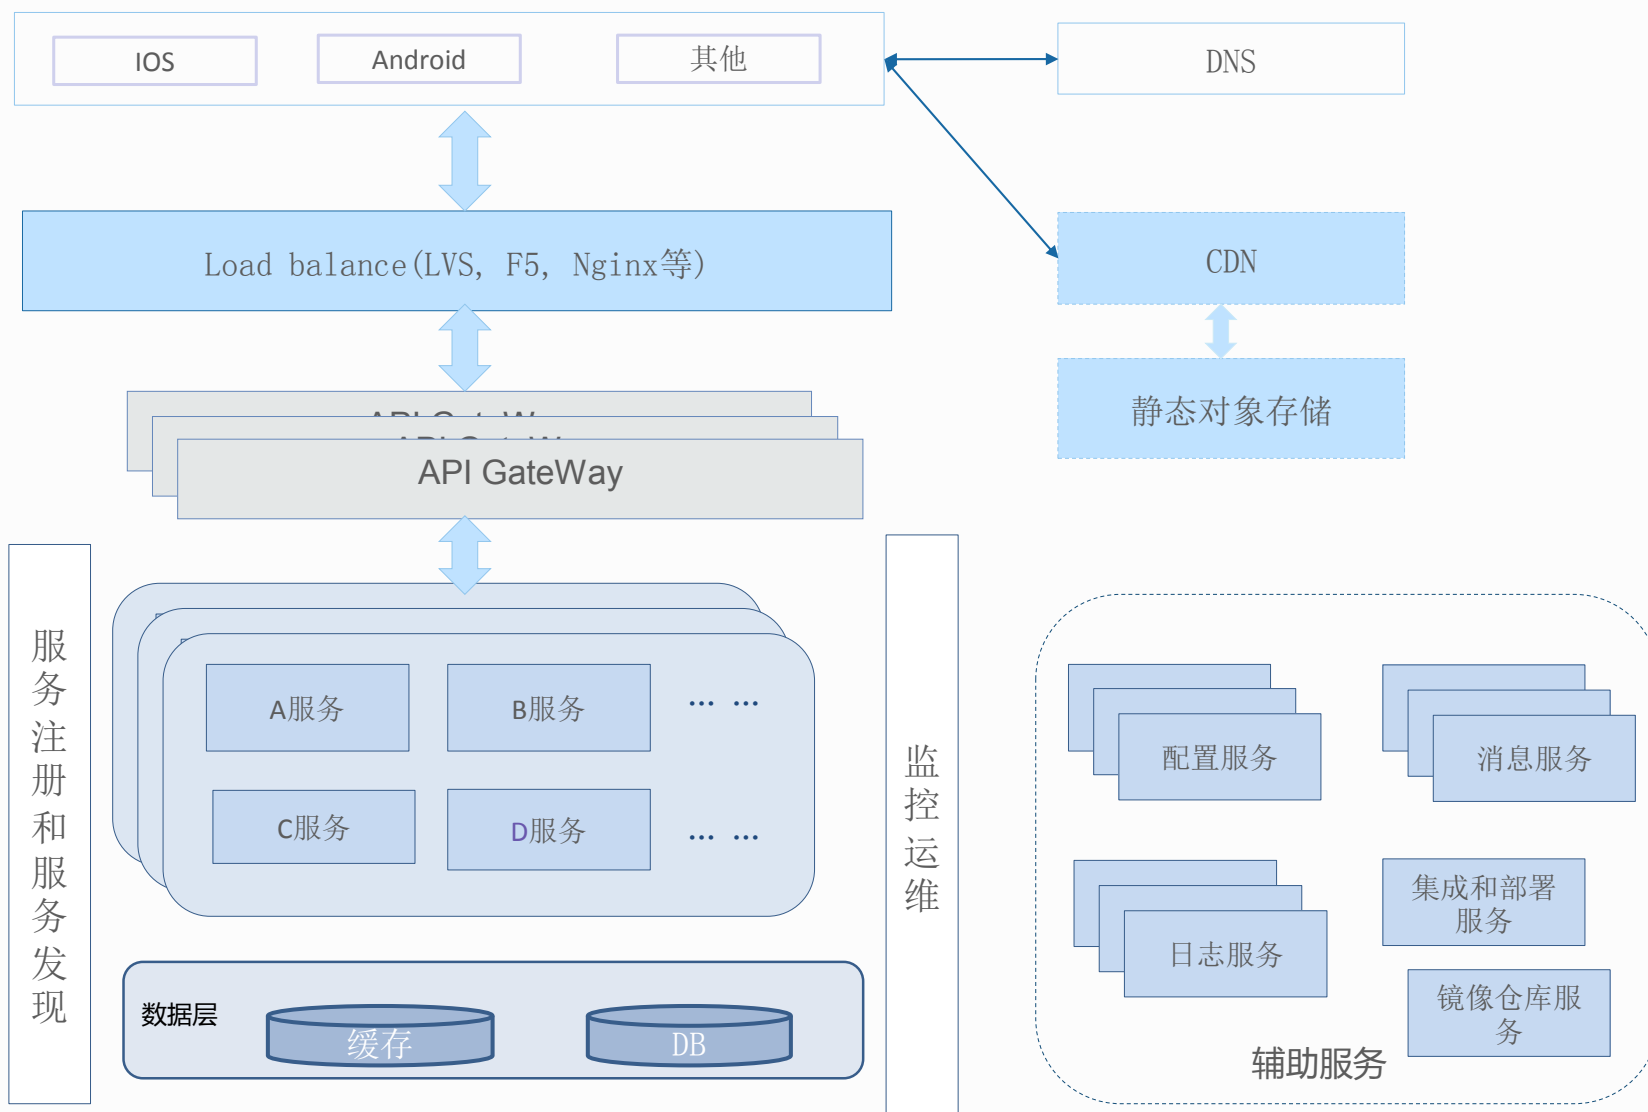 IOS
Android
其他
DNS
Load balance(LVS, F5, Nginx等)
CDN
静态对象存储
API GateWay
服务注册和服务发现
A服务
B服务
... ...
C服务
D服务
... ...
监控运维
配置服务
消息服务
日志服务
集成和部署
服务
镜像仓库服
务
辅助服务
数据层
缓存
DB